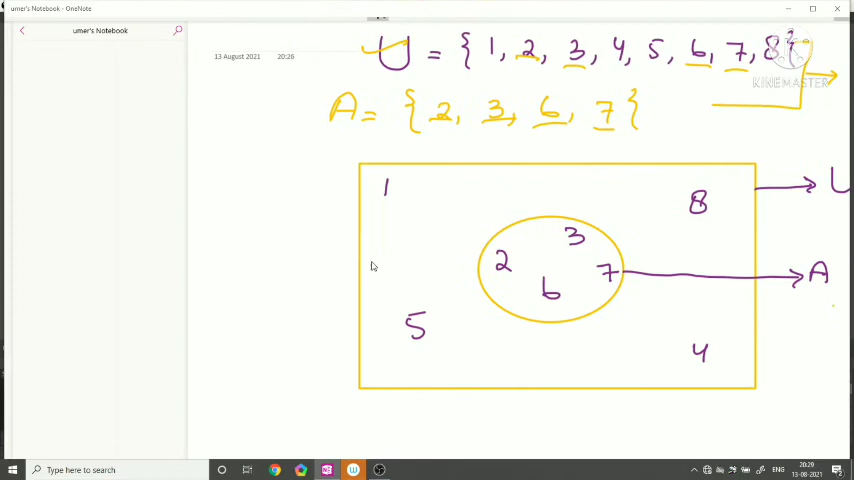 umer's Notebook - OneNote
umer's Notebook
13 August 2021 20:26
U = {1, 2, 3, 4, 5, 6, 7, 8}
KINEMASTER
A = {2, 3, 6, 7}
1
8
U
3
2
7
A
6
5
4
Type here to search
ENG
20:29
13-08-2021
2